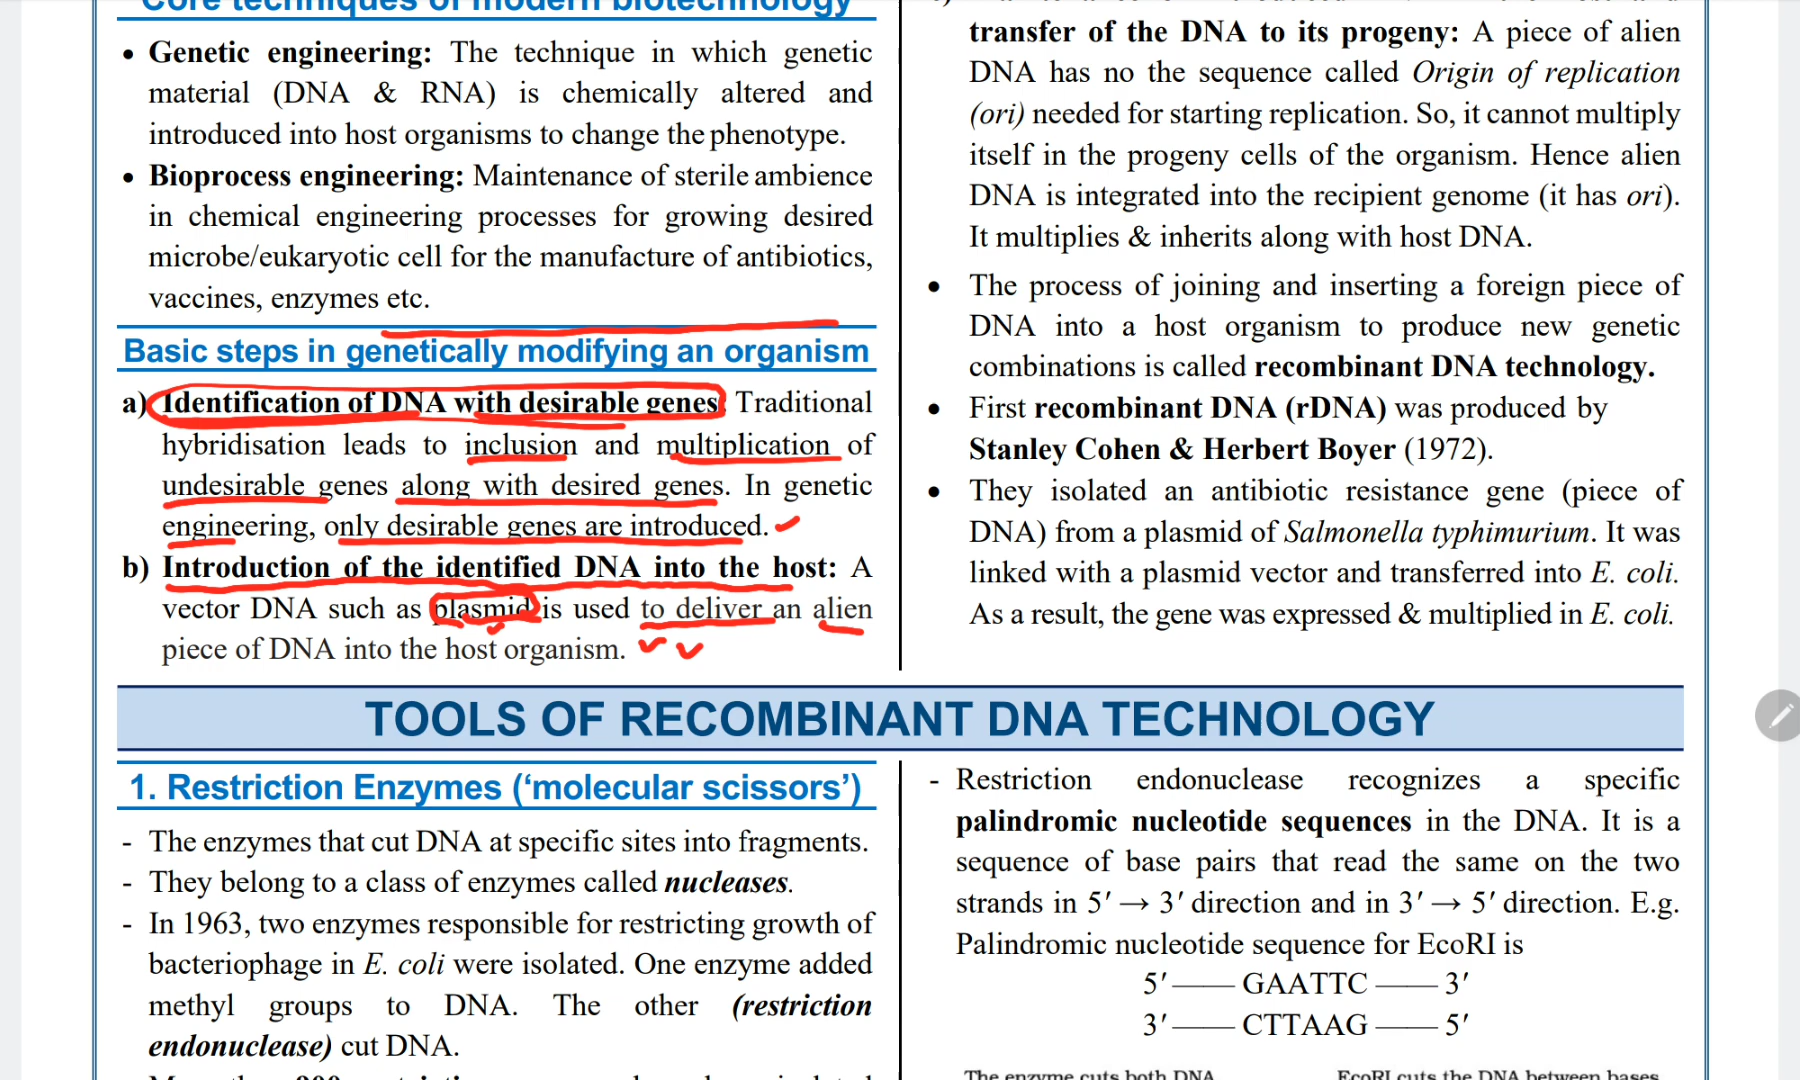 Core techniques of modern biotechnology
• Genetic engineering: The technique in which genetic
material (DNA & RNA) is chemically altered and
introduced into host organisms to change the phenotype.
• Bioprocess engineering: Maintenance of sterile ambience
in chemical engineering processes for growing desired
microbe/eukaryotic cell for the manufacture of antibiotics,
vaccines, enzymes etc.
Basic steps in genetically modifying an organism
a) Identification of DNA with desirable genes: Traditional
hybridisation leads to inclusion and multiplication of
undesirable genes along with desired genes. In genetic
engineering, only desirable genes are introduced.
b) Introduction of the identified DNA into the host: A
vector DNA such as plasmid is used to deliver an alien
piece of DNA into the host organism.
transfer of the DNA to its progeny: A piece of alien
DNA has no the sequence called Origin of replication
(ori) needed for starting replication. So, it cannot multiply
itself in the progeny cells of the organism. Hence alien
DNA is integrated into the recipient genome (it has ori).
It multiplies & inherits along with host DNA.
• The process of joining and inserting a foreign piece of
DNA into a host organism to produce new genetic
combinations is called recombinant DNA technology.
• First recombinant DNA (rDNA) was produced by
Stanley Cohen & Herbert Boyer (1972).
• They isolated an antibiotic resistance gene (piece of
DNA) from a plasmid of Salmonella typhimurium. It was
linked with a plasmid vector and transferred into E. coli.
As a result, the gene was expressed & multiplied in E. coli.
TOOLS OF RECOMBINANT DNA TECHNOLOGY
1. Restriction Enzymes (‘molecular scissors’)
- The enzymes that cut DNA at specific sites into fragments.
- They belong to a class of enzymes called nucleases.
- In 1963, two enzymes responsible for restricting growth of
bacteriophage in E. coli were isolated. One enzyme added
methyl groups to DNA. The other (restriction
endonuclease) cut DNA.
- Restriction endonuclease recognizes a specific
palindromic nucleotide sequences in the DNA. It is a
sequence of base pairs that read the same on the two
strands in 5′ → 3′ direction and in 3′ → 5′ direction. E.g.
Palindromic nucleotide sequence for EcoRI is
5′ —— GAATTC —— 3′
3′ —— CTTAAG —— 5′
The enzyme cuts both DNA
EcoRI cuts the DNA between bases